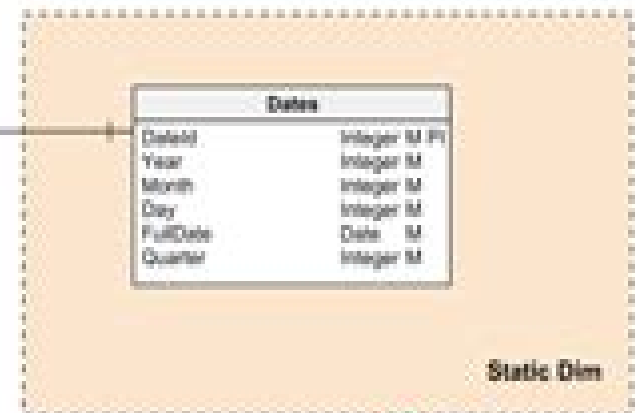 Dates
DateId Integer M PI
Year Integer M
Month Integer M
Day Integer M
FullDate Date M
Quarter Integer M
Static Dim